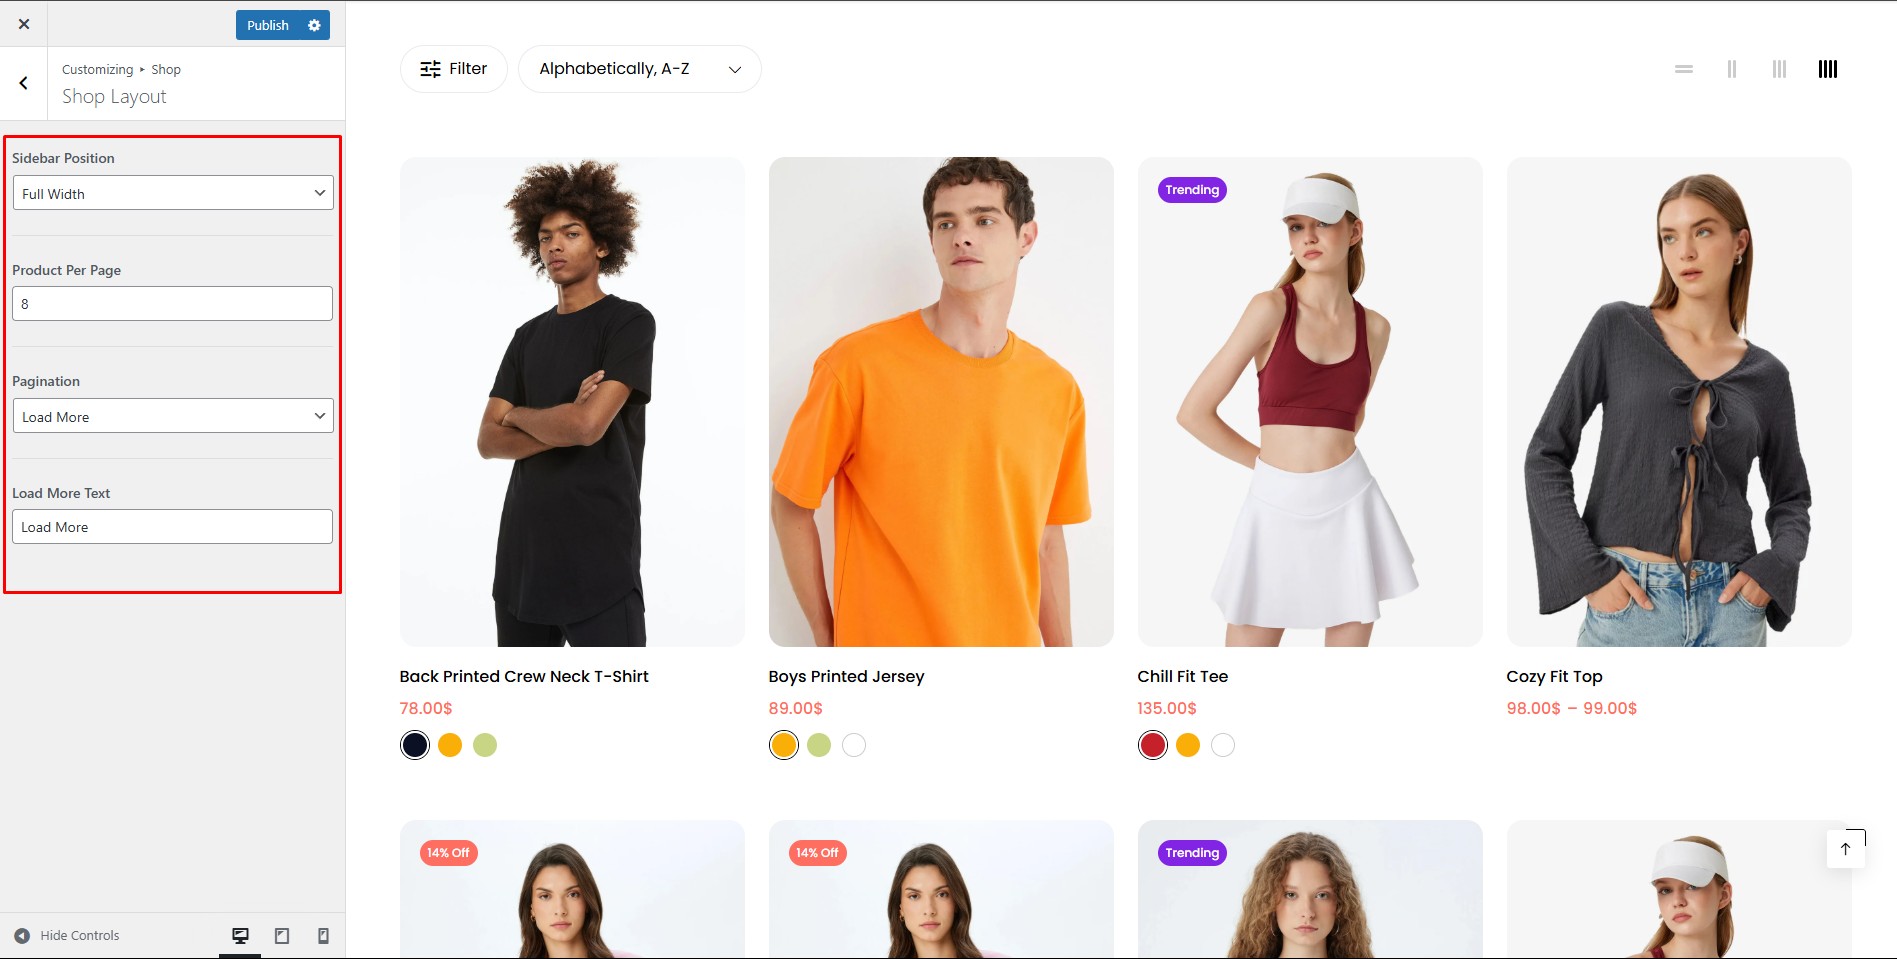 Publish
Customizing ▸ Shop
Shop Layout
Sidebar Position
Full Width
Product Per Page
8
Pagination
Load More
Load More Text
Load More
Hide Controls
Filter
Alphabetically, A-Z
Trending
Back Printed Crew Neck T-Shirt
78.00$
Boys Printed Jersey
89.00$
Chill Fit Tee
135.00$
Cozy Fit Top
98.00$ – 99.00$
14% Off
14% Off
Trending